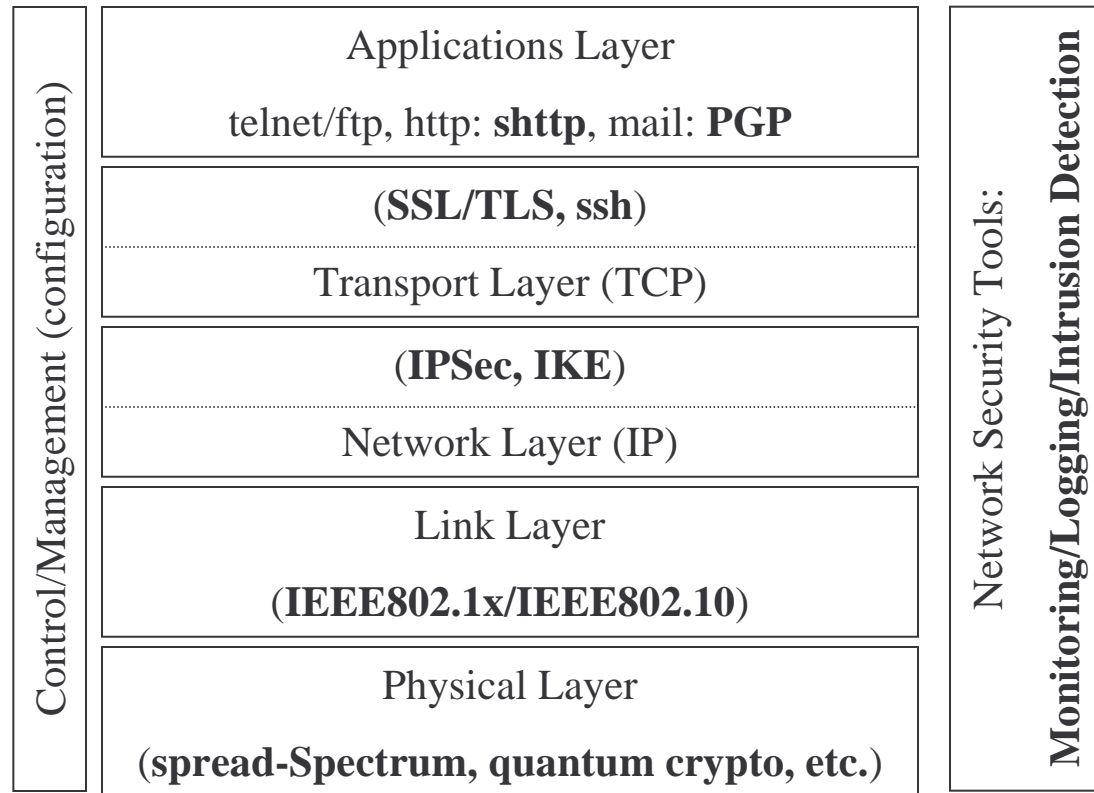 Control/Management (configuration)
Applications Layer
telnet/ftp, http: shttp, mail: PGP
(SSL/TLS, ssh)
Transport Layer (TCP)
(IPSec, IKE)
Network Layer (IP)
Link Layer
(IEEE802.1x/IEEE802.10)
Physical Layer
(spread-Spectrum, quantum crypto, etc.)
Network Security Tools:
Monitoring/Logging/Intrusion Detection